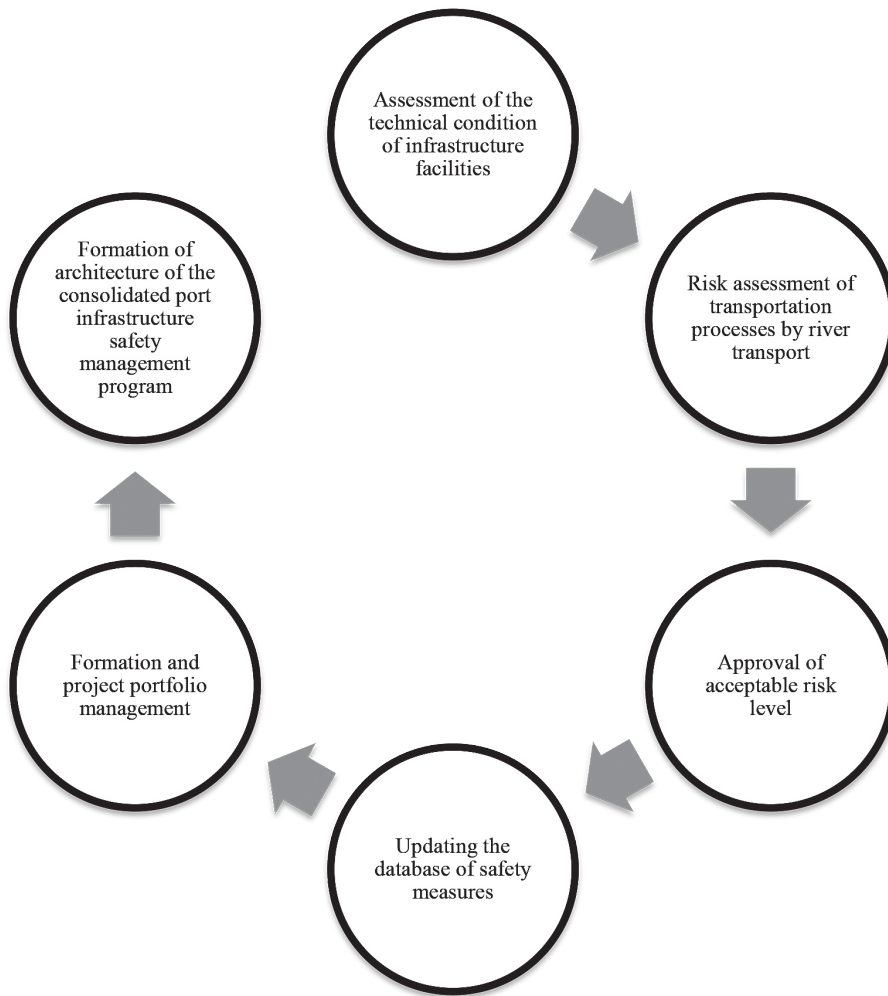 Assessment of the
technical condition
of infrastructure
facilities
Risk assessment of
transportation
processes by river
transport
Approval of
acceptable risk
level
Updating the
database of safety
measures
Formation and
project portfolio
management
Formation of
architecture of the
consolidated port
infrastructure
safety
management
program